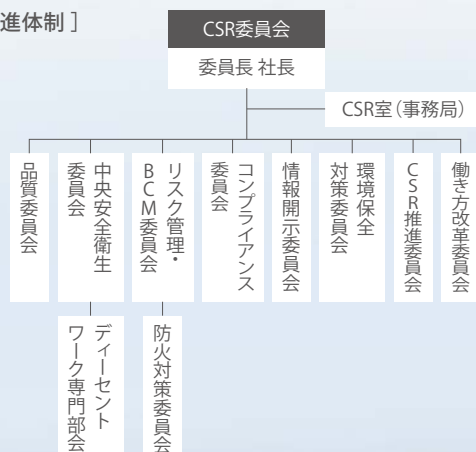 進体制］
CSR委員会
委員長 社長
CSR室（事務局）
品質委員会
中央安全衛生
委員会
リスク管理・
BCM委員会
コンプライアンス
委員会
情報開示委員会
環境保全
対策委員会
CSR推進委員会
働き方改革委員会
ディーセント
ワーク専門部会
防火対策委員会